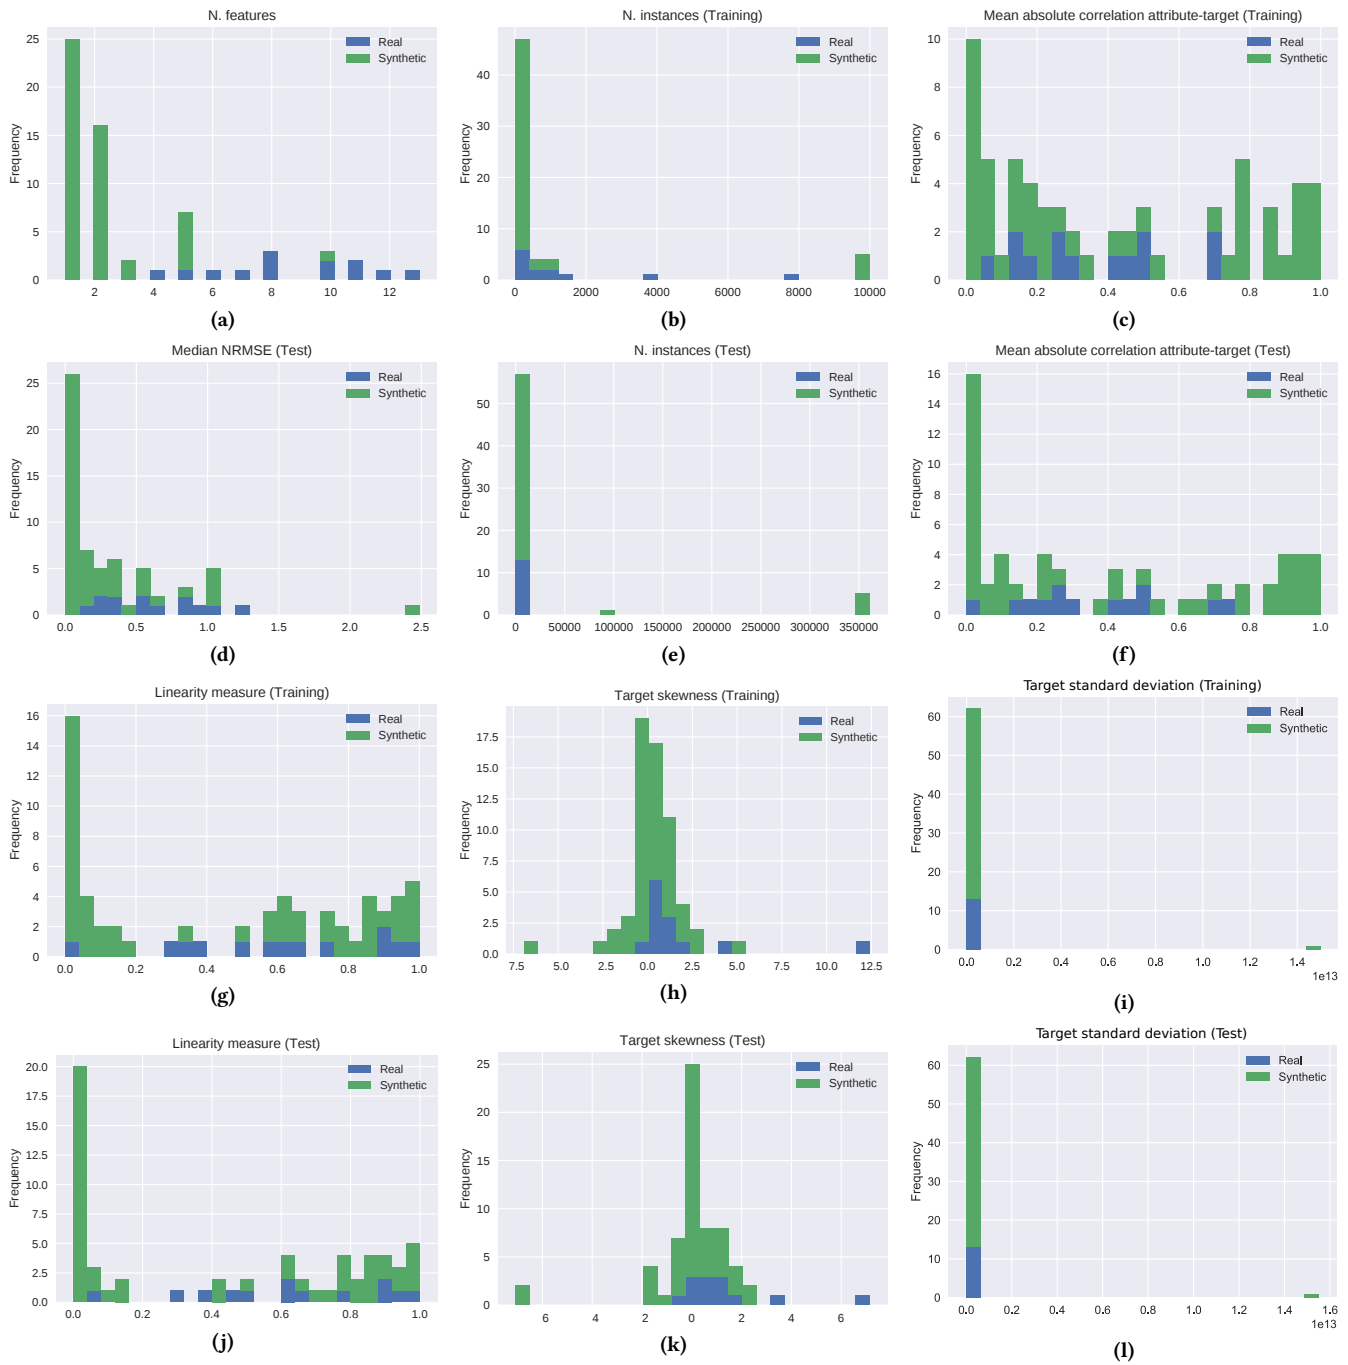 N. features
Real
Synthetic
Frequency
25
20
15
10
5
0
2 4 6 8 10 12
(a)
N. instances (Training)
Real
Synthetic
Frequency
40
30
20
10
0
0 2000 4000 6000 8000 10000
(b)
Mean absolute correlation attribute-target (Training)
Real
Synthetic
Frequency
10
8
6
4
2
0
0.0 0.2 0.4 0.6 0.8 1.0
(c)
Median NRMSE (Test)
Real
Synthetic
Frequency
25
20
15
10
5
0
0.0 0.5 1.0 1.5 2.0 2.5
(d)
N. instances (Test)
Real
Synthetic
Frequency
50
40
30
20
10
0
0 50000 100000 150000 200000 250000 300000 350000
(e)
Mean absolute correlation attribute-target (Test)
Real
Synthetic
Frequency
16
14
12
10
8
6
4
2
0
0.0 0.2 0.4 0.6 0.8 1.0
(f)
Linearity measure (Training)
Real
Synthetic
Frequency
16
14
12
10
8
6
4
2
0
0.0 0.2 0.4 0.6 0.8 1.0
(g)
Target skewness (Training)
Real
Synthetic
Frequency
17.5
15.0
12.5
10.0
7.5
5.0
2.5
0.0
7.5 5.0 2.5 0.0 2.5 5.0 7.5 10.0 12.5
(h)
Target standard deviation (Training)
Real
Synthetic
Frequency
60
50
40
30
20
10
0
0.0 0.2 0.4 0.6 0.8 1.0 1.2 1.4
1e13
(i)
Linearity measure (Test)
Real
Synthetic
Frequency
20.0
17.5
15.0
12.5
10.0
7.5
5.0
2.5
0.0
0.0 0.2 0.4 0.6 0.8 1.0
(j)
Target skewness (Test)
Real
Synthetic
Frequency
25
20
15
10
5
0
6 4 2 0 2 4 6
(k)
Target standard deviation (Test)
Real
Synthetic
Frequency
60
50
40
30
20
10
0
0.0 0.2 0.4 0.6 0.8 1.0 1.2 1.4 1.6
1e13
(l)